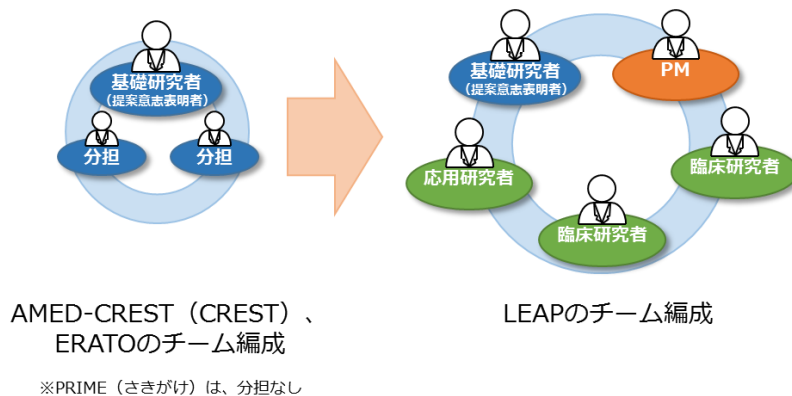 基礎研究者
（提案意志表明者）
分担
分担
AMED-CREST（CREST）、
ERATOのチーム編成
※PRIME（さきがけ）は、分担なし
基礎研究者
（提案意志表明者）
PM
応用研究者
臨床研究者
臨床研究者
LEAPのチーム編成